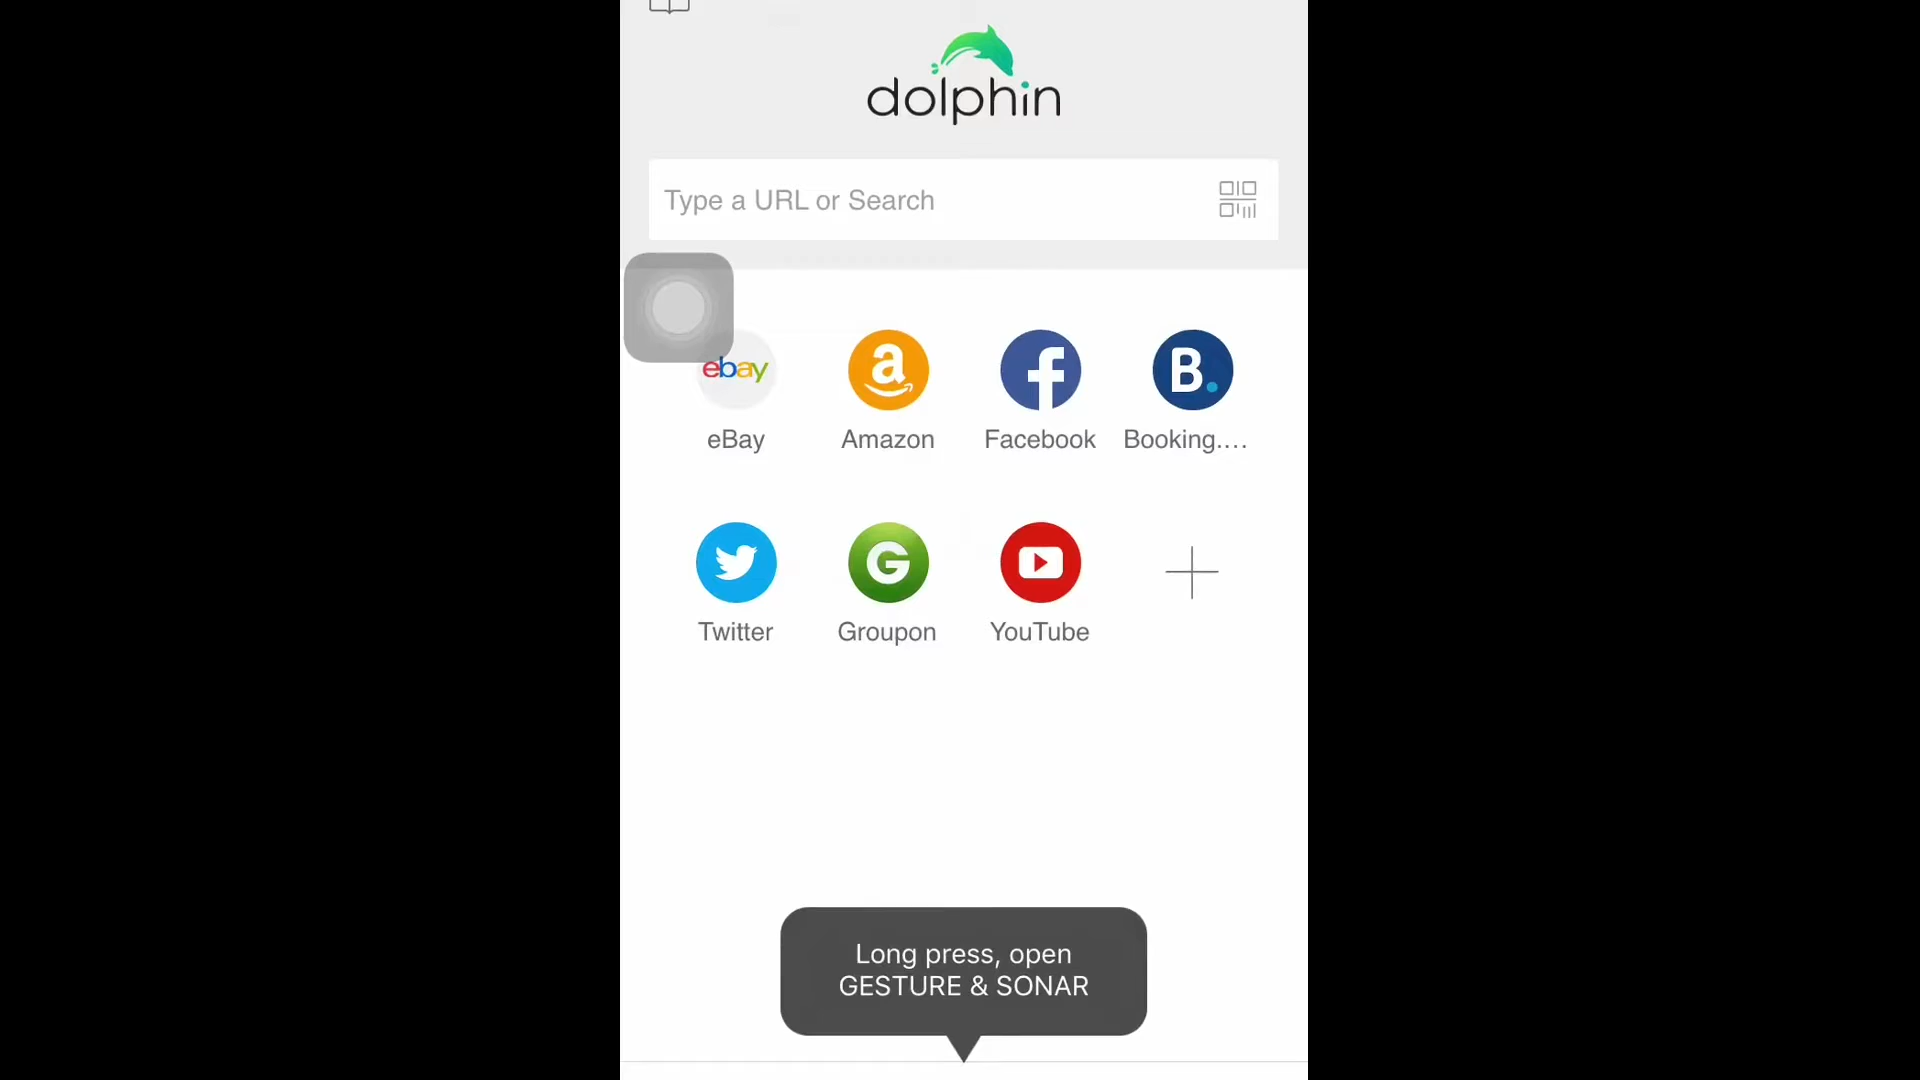 dolphin
Type a URL or Search
ebay
a
f
B.
eBay
Amazon
Facebook
Booking....
G
Twitter
Groupon
YouTube
Long press, open
GESTURE & SONAR